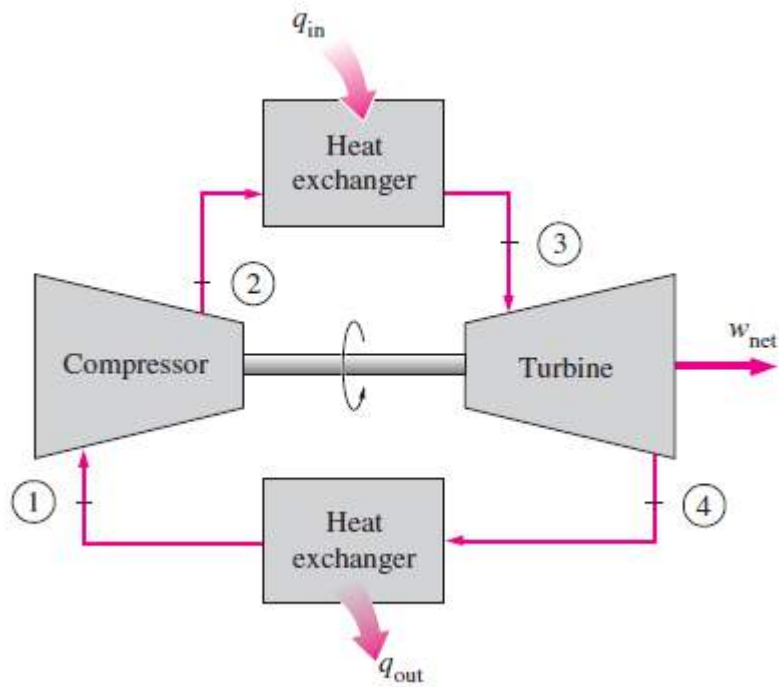 q_in
Heat
exchanger
3
2
Compressor
Turbine
w_net
1
Heat
exchanger
4
q_out